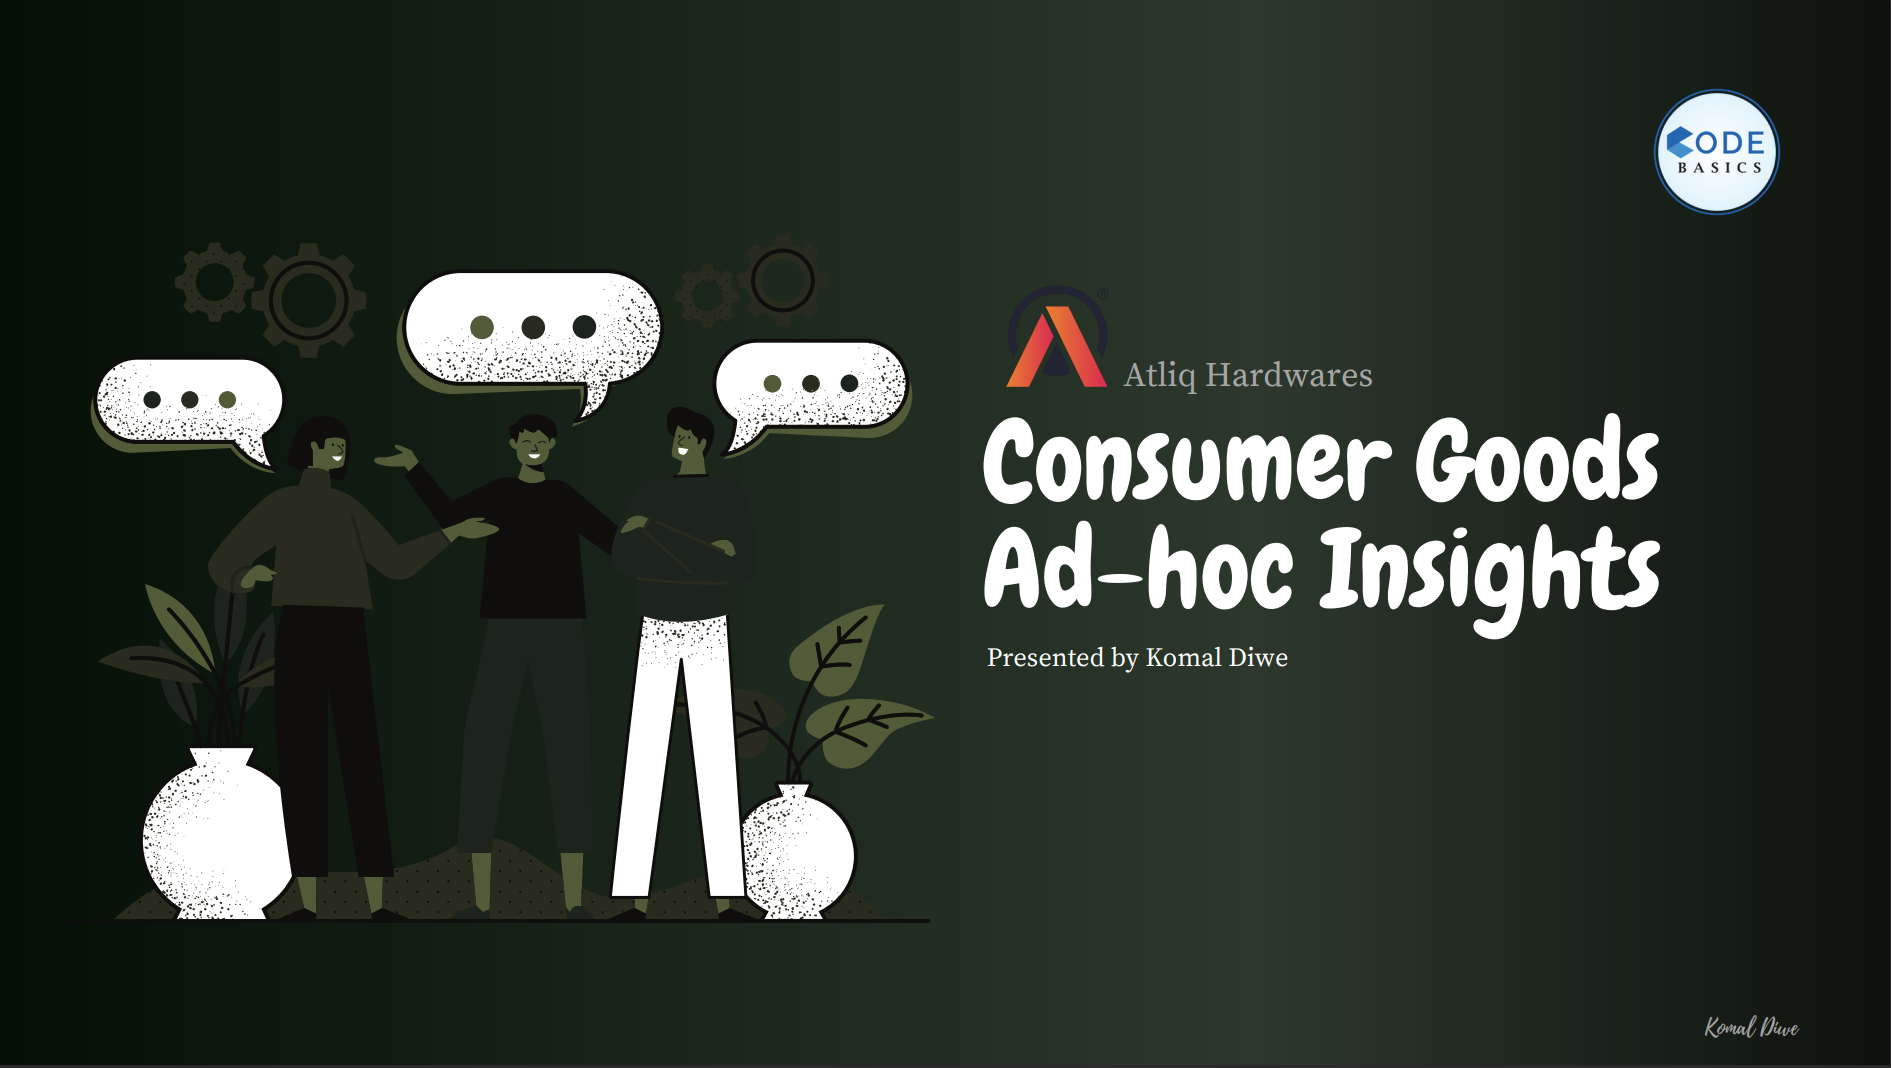 CODE
BASICS
®
Atliq Hardwares
Consumer Goods
Ad-hoc Insights
Presented by Komal Diwe
Komal Diwe